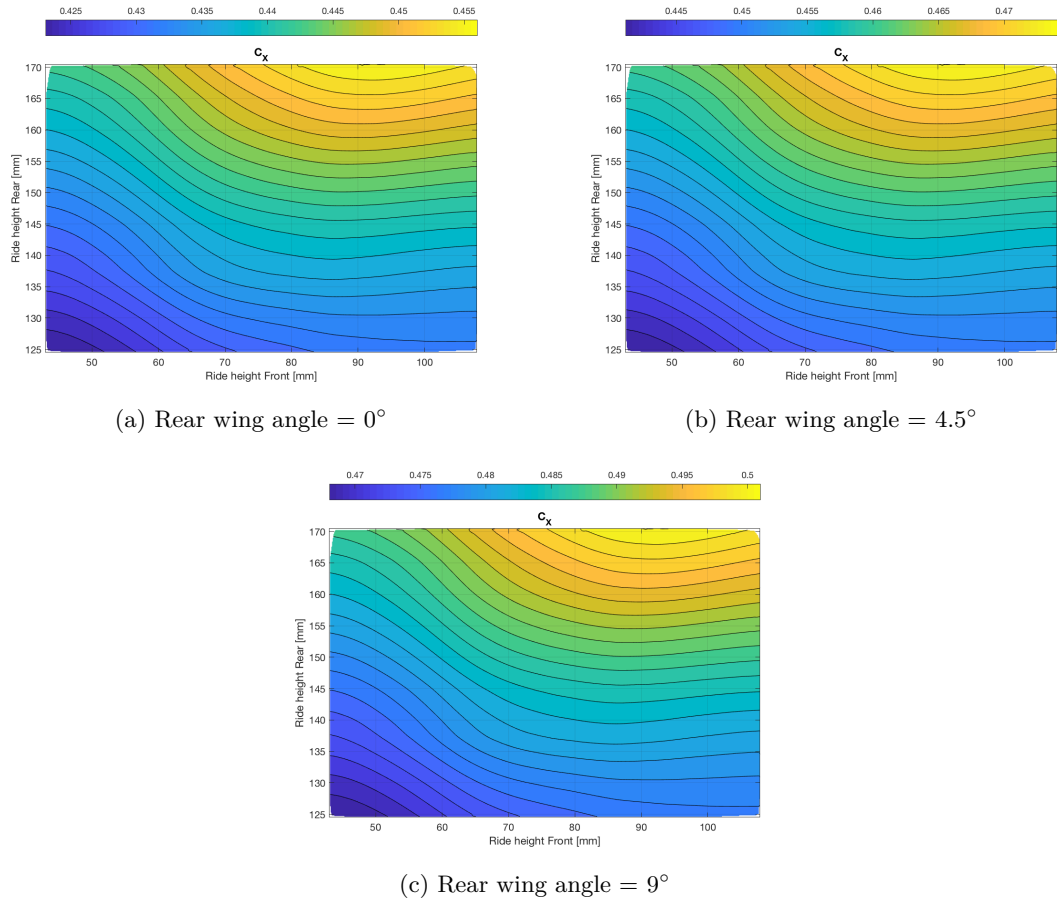 0.425 0.43 0.435 0.44 0.445 0.45 0.455
C_X
170
165
160
155
150
145
140
135
130
125
Ride height Rear [mm]
50 60 70 80 90 100
Ride height Front [mm]
(a) Rear wing angle = 0°
0.445 0.45 0.455 0.46 0.465 0.47
C_X
170
165
160
155
150
145
140
135
130
125
Ride height Rear [mm]
50 60 70 80 90 100
Ride height Front [mm]
(b) Rear wing angle = 4.5°
0.47 0.475 0.48 0.485 0.49 0.495 0.5
C_X
170
165
160
155
150
145
140
135
130
125
Ride height Rear [mm]
50 60 70 80 90 100
Ride height Front [mm]
(c) Rear wing angle = 9°